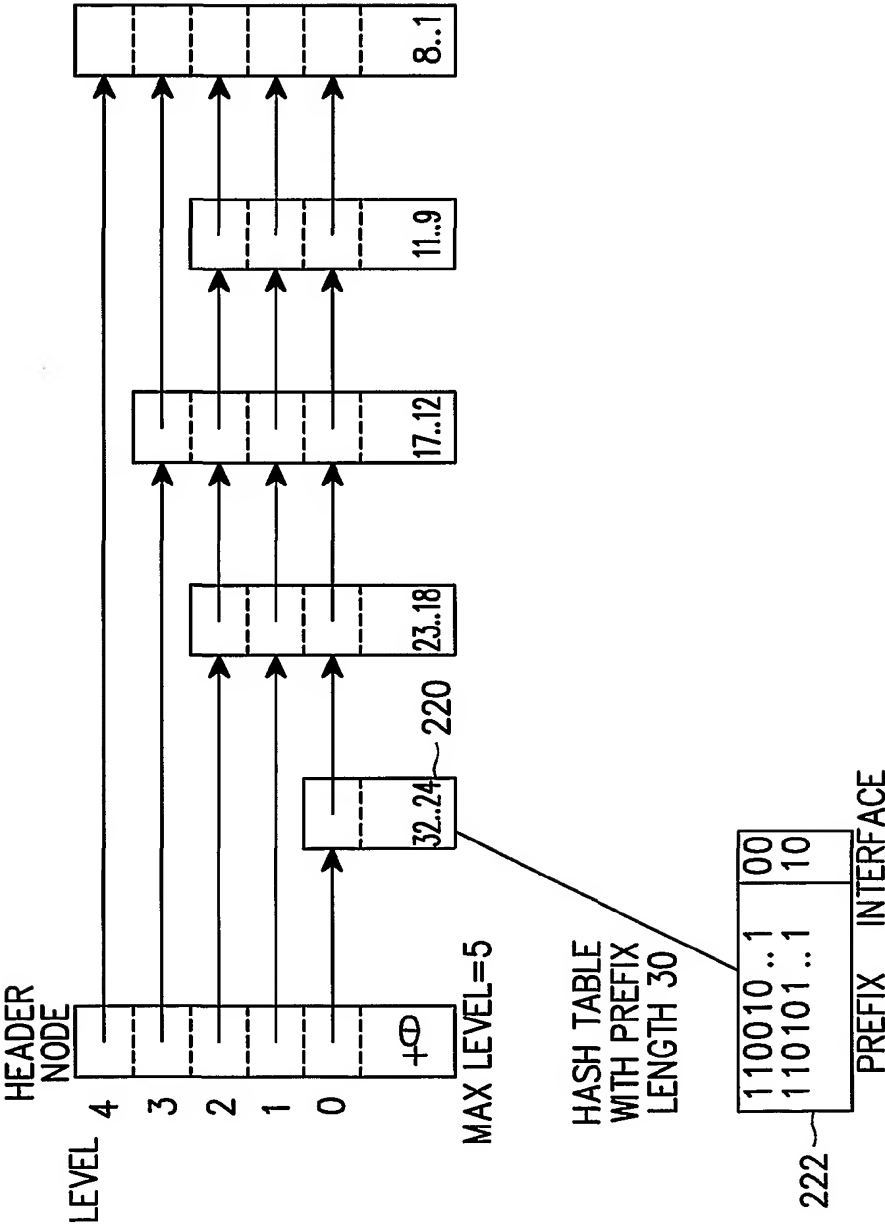 HEADER
NODE
LEVEL
4
3
2
1
0
+Θ
MAX LEVEL=5
32..24
220
23..18
17..12
11..9
8..1
HASH TABLE
WITH PREFIX
LENGTH 30
110010..1 00
110101..1 10
222
PREFIX INTERFACE